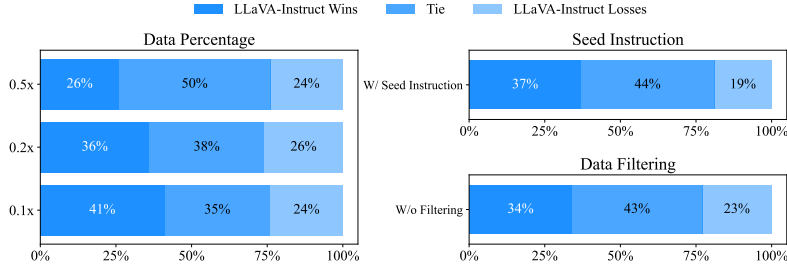 LLaVA-Instruct Wins Tie LLaVA-Instruct Losses
Data Percentage
0.5x 26% 50% 24%
0.2x 36% 38% 26%
0.1x 41% 35% 24%
0% 25% 50% 75% 100%
Seed Instruction
W/ Seed Instruction 37% 44% 19%
0% 25% 50% 75% 100%
Data Filtering
W/o Filtering 34% 43% 23%
0% 25% 50% 75% 100%